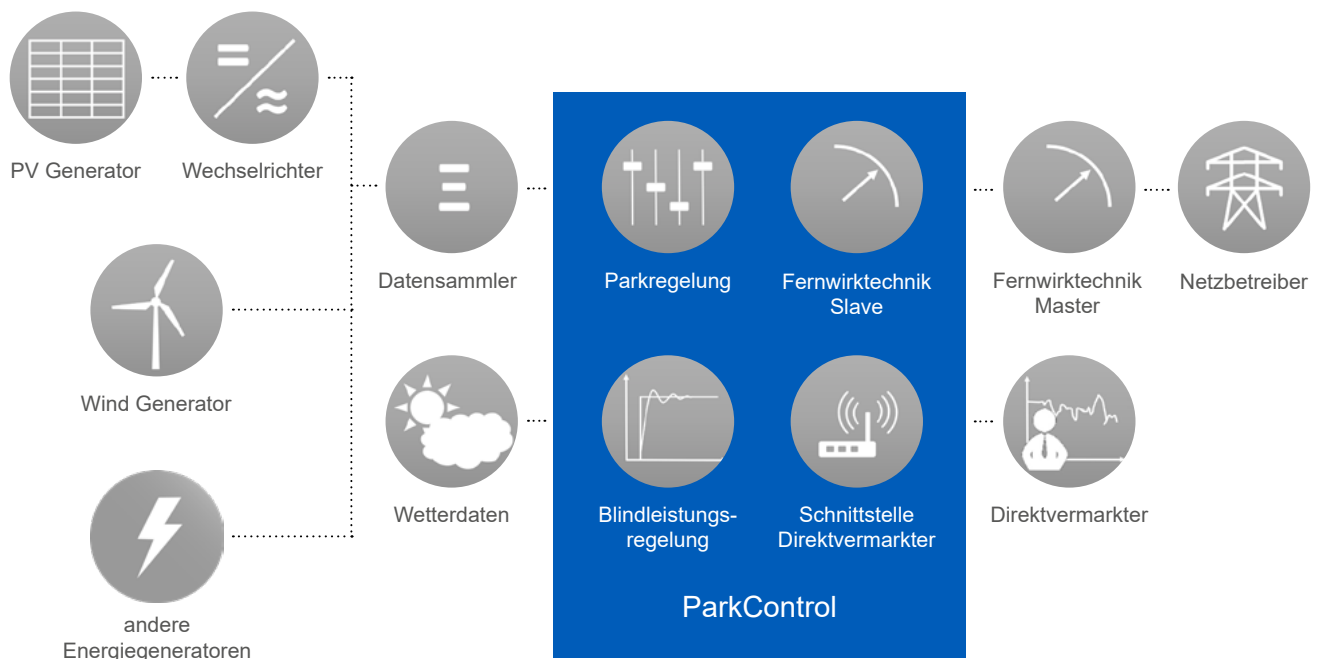 PV Generator
Wechselrichter
Datensammler
Parkregelung
Fernwirktechnik
Slave
Fernwirktechnik
Master
Netzbetreiber
Wind Generator
Wetterdaten
Blindleistungs-
regelung
Schnittstelle
Direktvermarkter
Direktvermarkter
andere
Energiegeneratoren
ParkControl